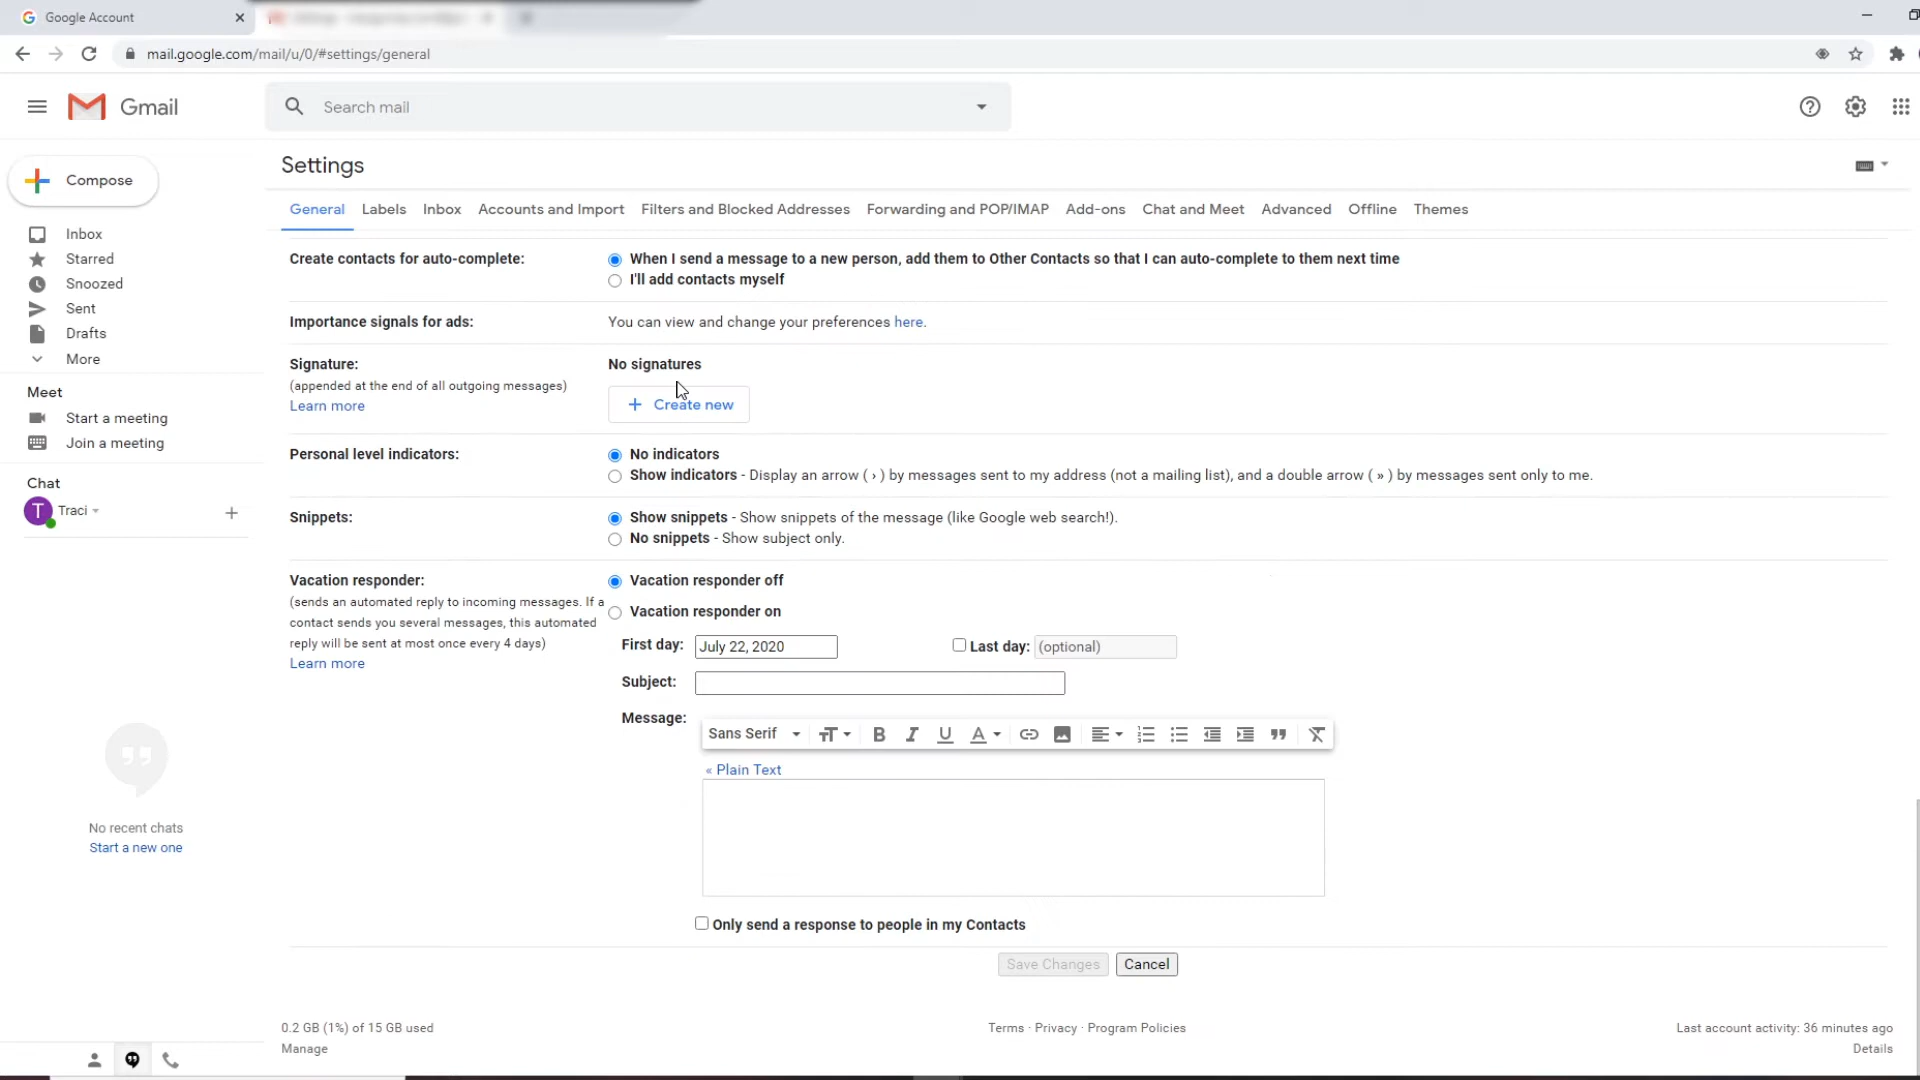 Google Account
mail.google.com/mail/u/0/#settings/general
Gmail
Search mail
Compose
Inbox
Starred
Snoozed
Sent
Drafts
More
Meet
Start a meeting
Join a meeting
Chat
T Traci
No recent chats
Start a new one
Settings
General Labels Inbox Accounts and Import Filters and Blocked Addresses Forwarding and POP/IMAP Add-ons Chat and Meet Advanced Offline Themes
Create contacts for auto-complete: When I send a message to a new person, add them to Other Contacts so that I can auto-complete to them next time
I'll add contacts myself
Importance signals for ads: You can view and change your preferences here.
Signature: No signatures
(appended at the end of all outgoing messages)
Learn more
+ Create new
Personal level indicators: No indicators
Show indicators - Display an arrow ( › ) by messages sent to my address (not a mailing list), and a double arrow ( » ) by messages sent only to me.
Snippets: Show snippets - Show snippets of the message (like Google web search!).
No snippets - Show subject only.
Vacation responder: Vacation responder off
(sends an automated reply to incoming messages. If a
contact sends you several messages, this automated
reply will be sent at most once every 4 days)
Learn more
Vacation responder on
First day: July 22, 2020 Last day: (optional)
Subject:
Message:
Sans Serif
« Plain Text
Only send a response to people in my Contacts
Save Changes Cancel
0.2 GB (1%) of 15 GB used
Manage
Terms · Privacy · Program Policies
Last account activity: 36 minutes ago
Details